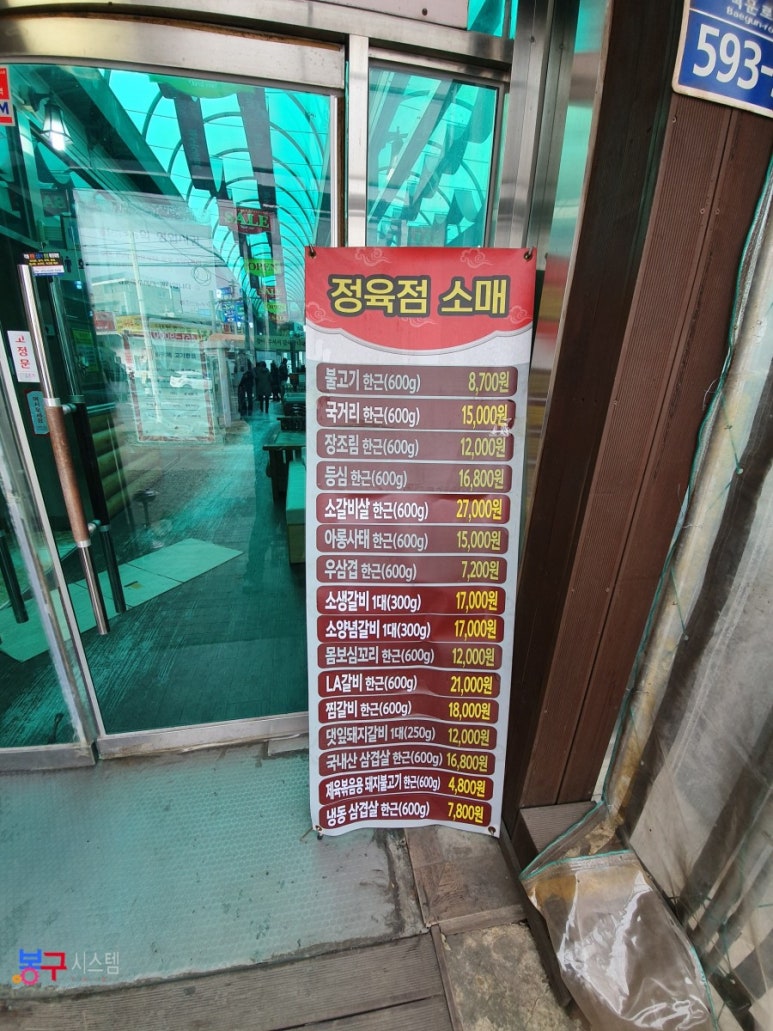 593-
SALE
고정문
정육점 소매
불고기 한근(600g) 8,700원
국거리 한근(600g) 15,000원
장조림 한근(600g) 12,000원
등심 한근(600g) 16,800원
소갈비살 한근(600g) 27,000원
아롱사태 한근(600g) 15,000원
우삼겹 한근(600g) 7,200원
소생갈비 1대(300g) 17,000원
소양념갈비 1대(300g) 17,000원
몸보심꼬리 한근(600g) 12,000원
LA갈비 한근(600g) 21,000원
찜갈비 한근(600g) 18,000원
댓잎돼지갈비 1대(250g) 12,000원
국내산 삼겹살 한근(600g) 16,800원
제육볶음용 돼지불고기 한근(600g) 4,800원
냉동 삼겹살 한근(600g) 7,800원
봉구시스템